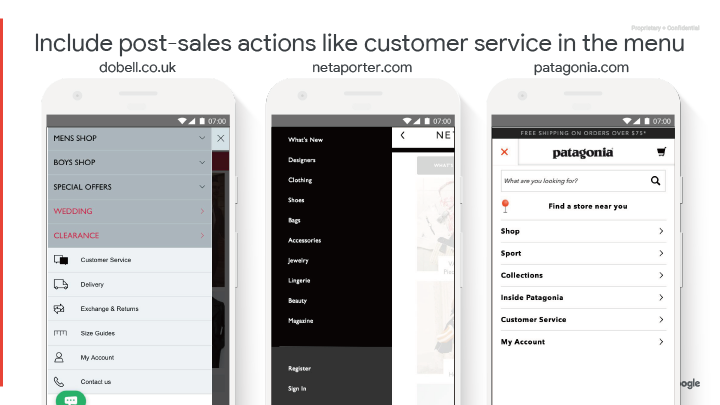 Proprietary + Confidential
Include post-sales actions like customer service in the menu
dobell.co.uk
netaporter.com
patagonia.com
07:00
MENS SHOP
BOYS SHOP
SPECIAL OFFERS
WEDDING
CLEARANCE
Customer Service
Delivery
Exchange & Returns
Size Guides
My Account
Contact us
07:00
What's New
Designers
Clothing
Shoes
Bags
Accessories
Jewelry
Lingerie
Beauty
Magazine
Register
Sign In
NE
07:00
FREE SHIPPING ON ORDERS OVER $75*
patagonia
What are you looking for?
Find a store near you
Shop
Sport
Collections
Inside Patagonia
Customer Service
My Account
oogle